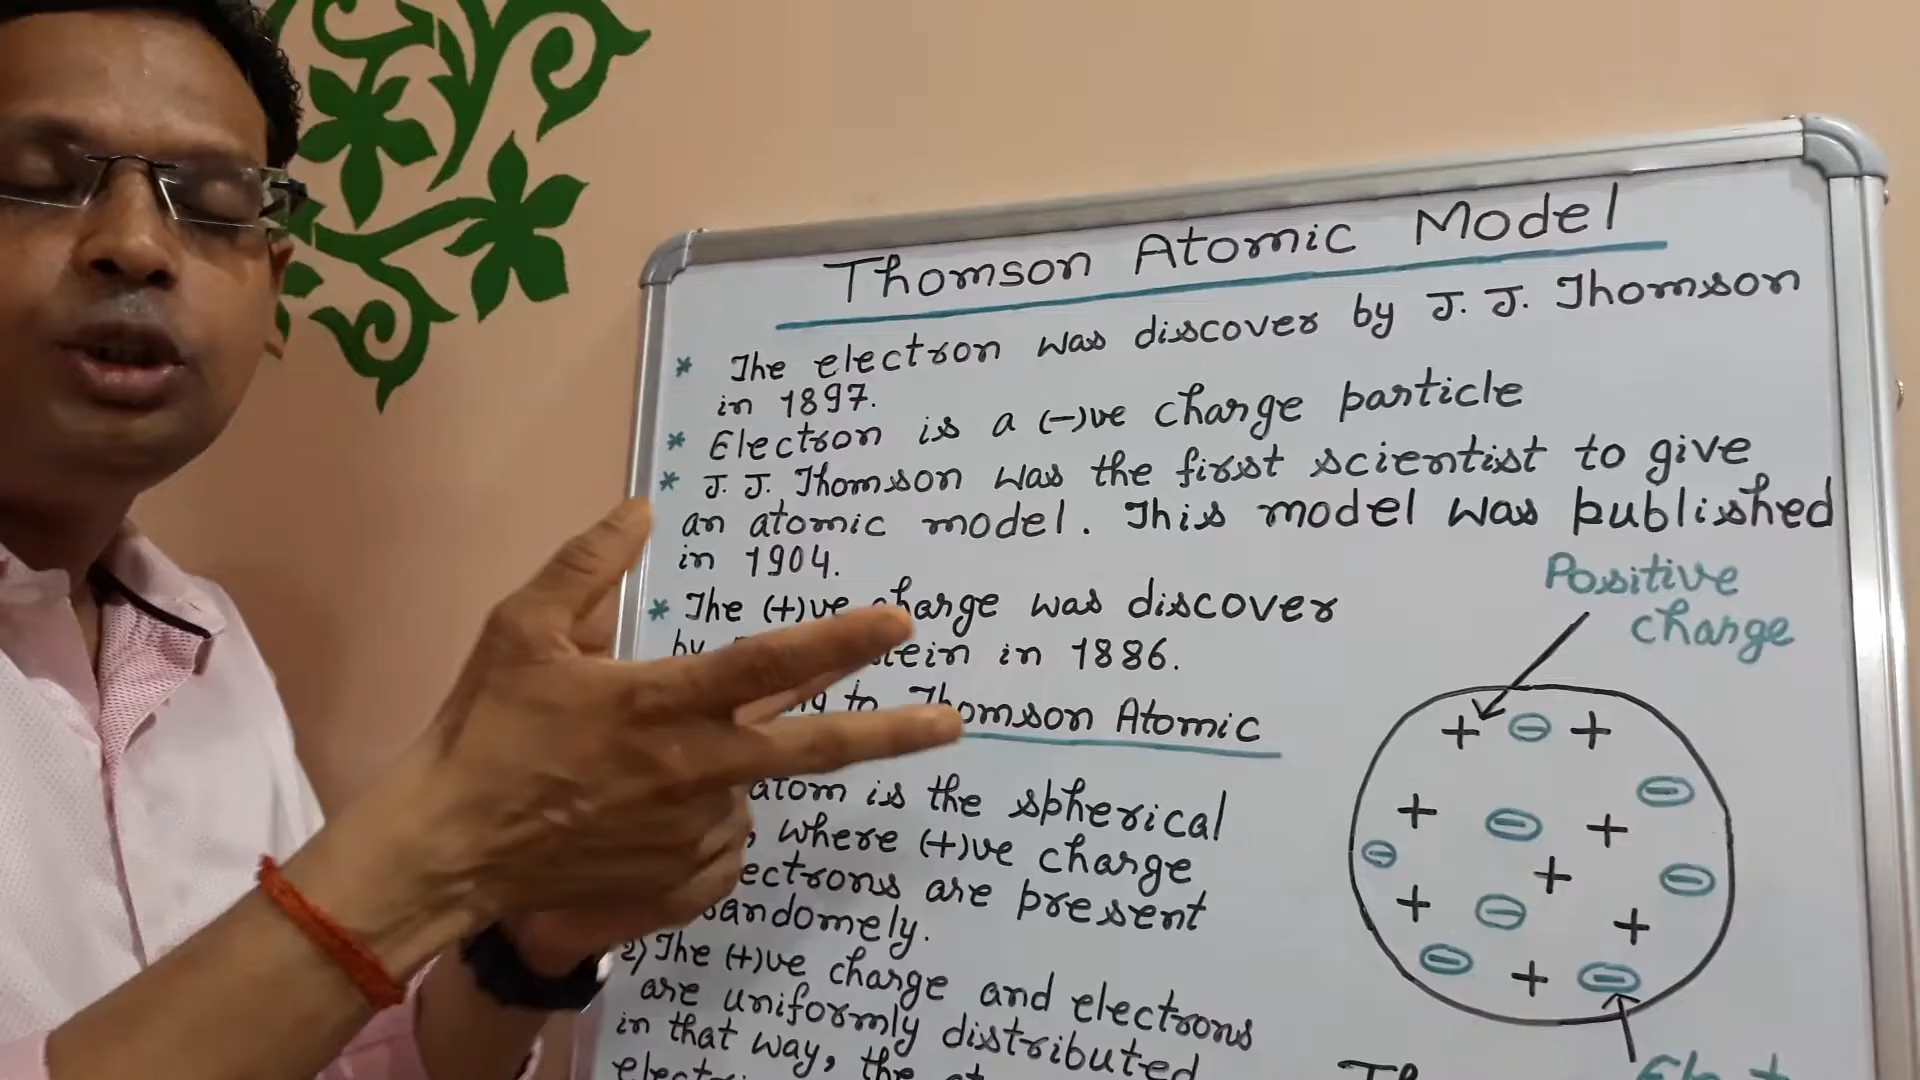 Thomson Atomic Model
* The electron was discover by J. J. Thomson
in 1897.
* Electron is a (-)ve charge particle
* J. J. Thomson was the first scientist to give
an atomic model. This model was published
in 1904.
* The (+)ve charge was discover
by tein in 1886.
to Thomson Atomic
atom is the spherical
, where (+)ve charge
ectrons are present
randomely.
2) The (+)ve charge and electrons
are uniformly distributed
in that way, the
Positive
charge
+ - +
-
+ - +
- + -
+ - +
- + -